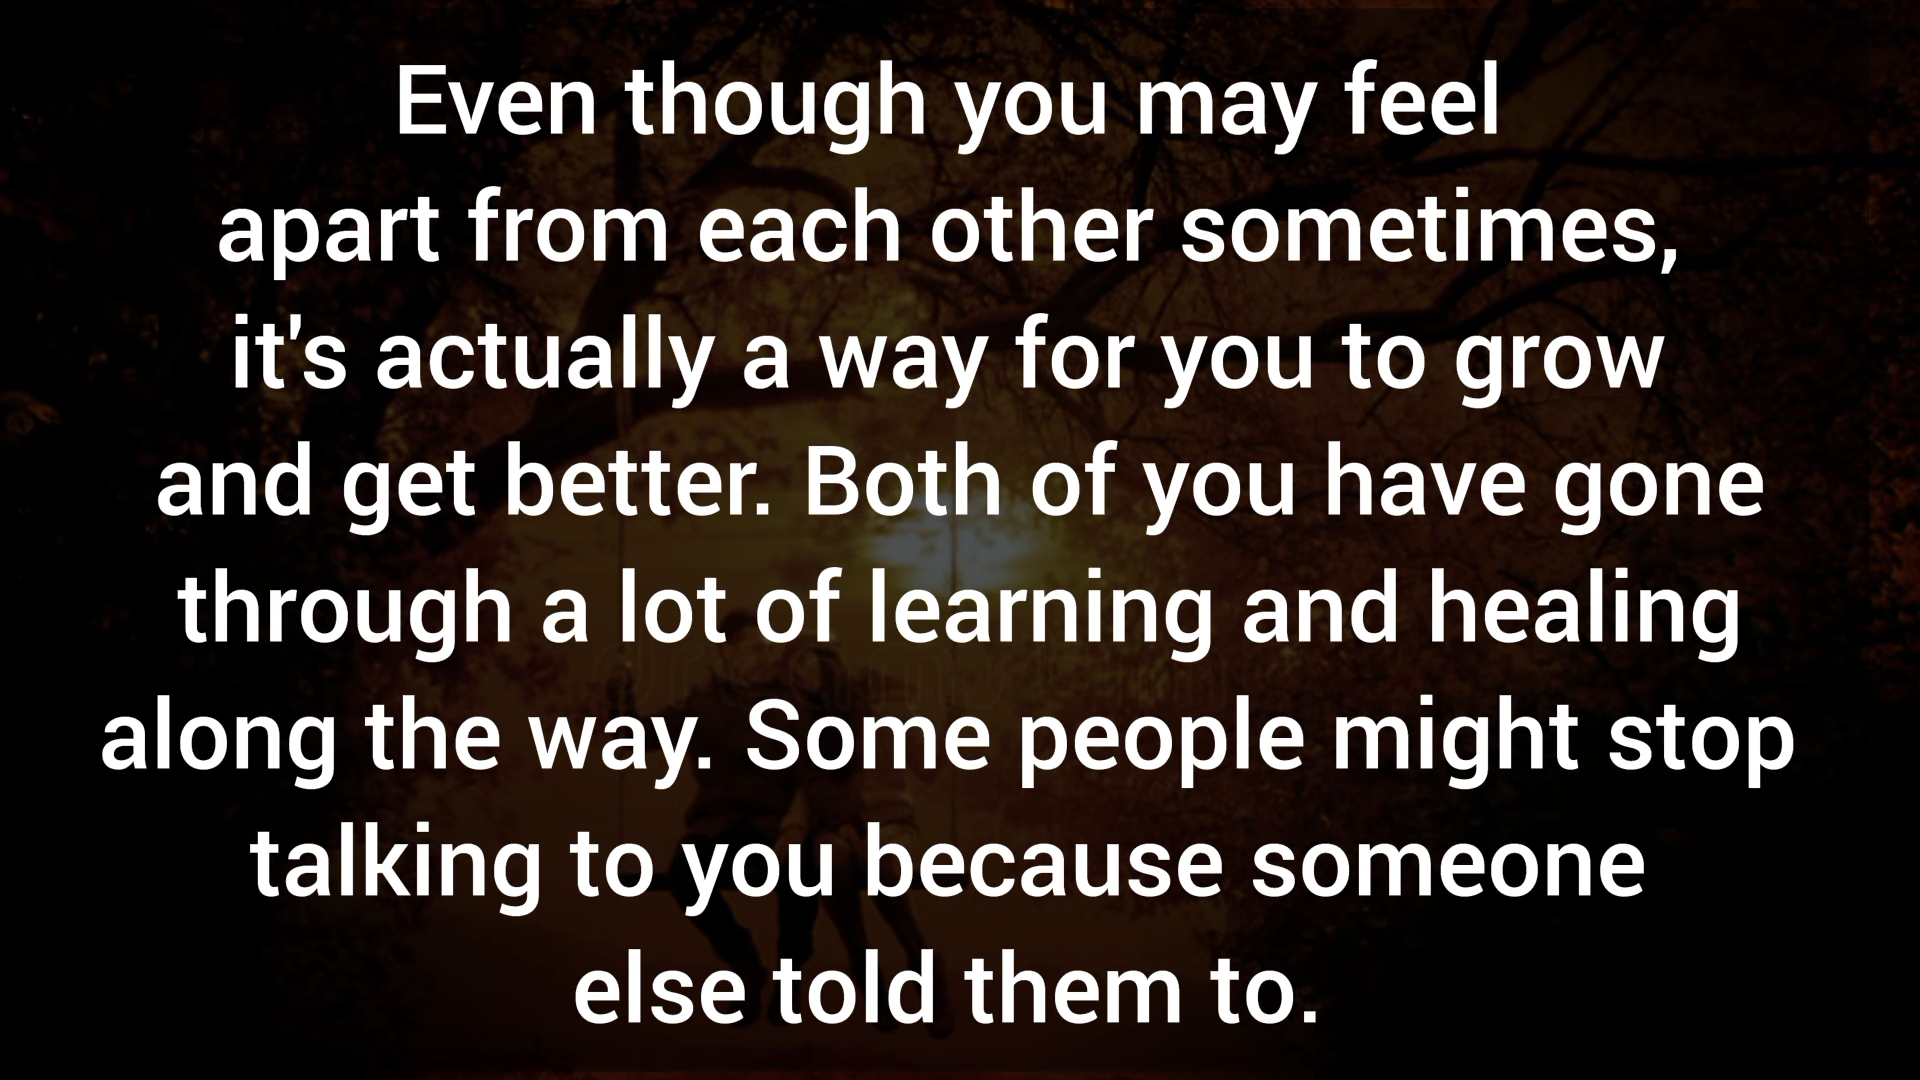 Even though you may feel
apart from each other sometimes,
it's actually a way for you to grow
and get better. Both of you have gone
through a lot of learning and healing
along the way. Some people might stop
talking to you because someone
else told them to.